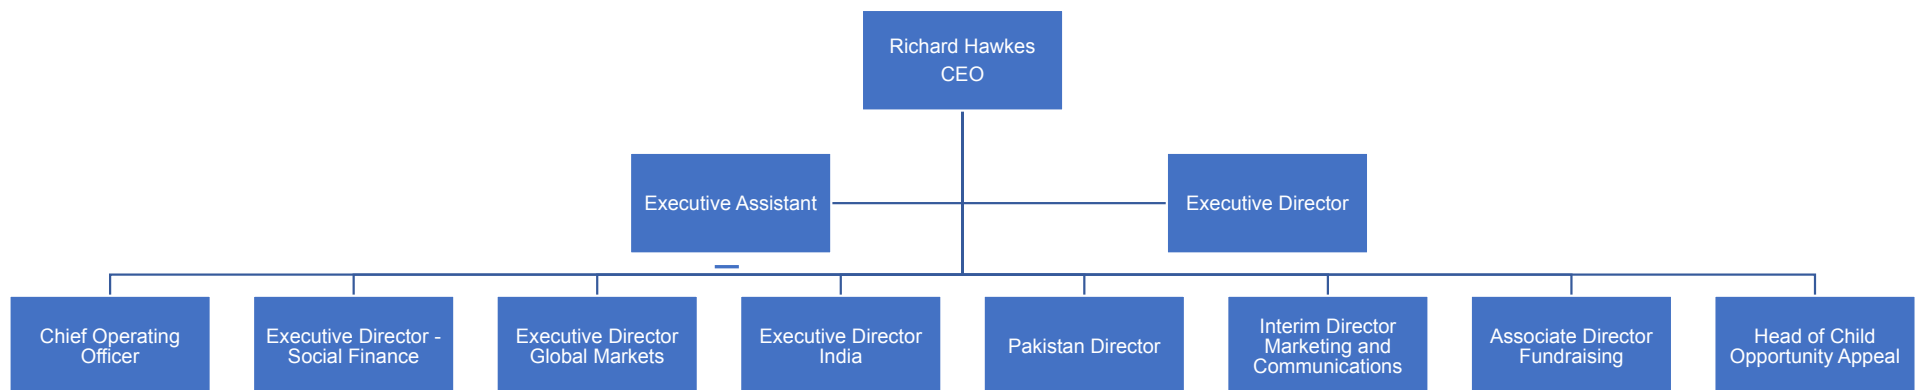 Richard Hawkes
CEO
Executive Assistant
Executive Director
Chief Operating
Officer
Executive Director -
Social Finance
Executive Director
Global Markets
Executive Director
India
Pakistan Director
Interim Director
Marketing and
Communications
Associate Director
Fundraising
Head of Child
Opportunity Appeal